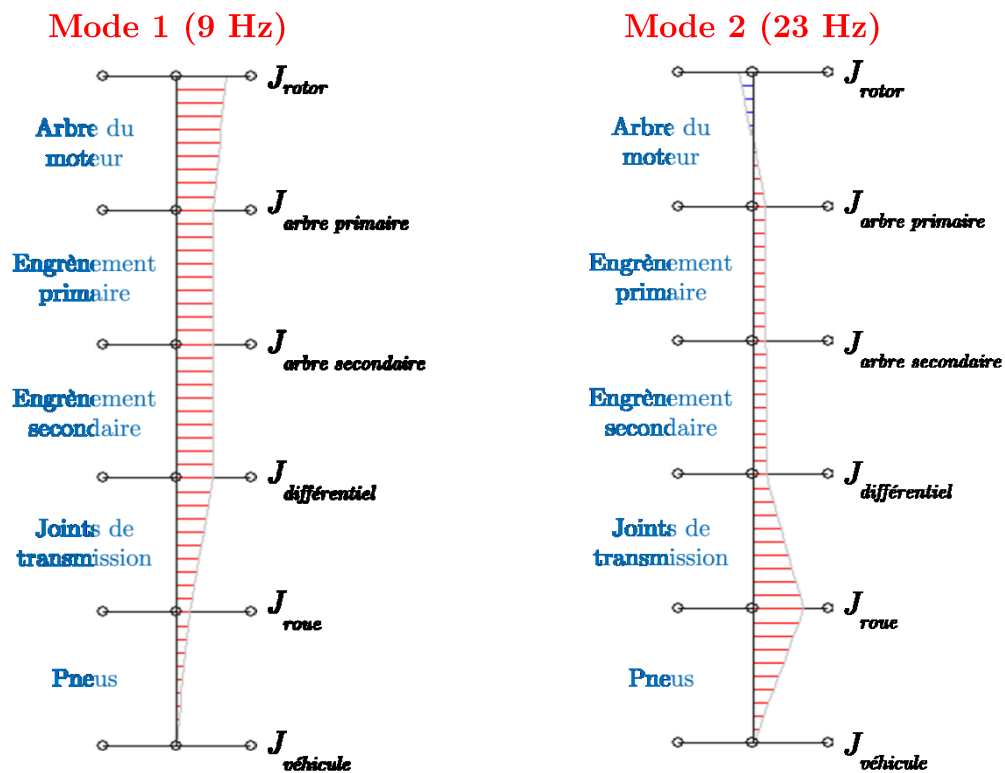 Mode 1 (9 Hz)
J rotor
Arbre du
moteur
J arbre primaire
Engrènement
primaire
J arbre secondaire
Engrènement
secondaire
J différentiel
Joints de
transmission
J roue
Pneus
J véhicule
Mode 2 (23 Hz)
J rotor
Arbre du
moteur
J arbre primaire
Engrènement
primaire
J arbre secondaire
Engrènement
secondaire
J différentiel
Joints de
transmission
J roue
Pneus
J véhicule